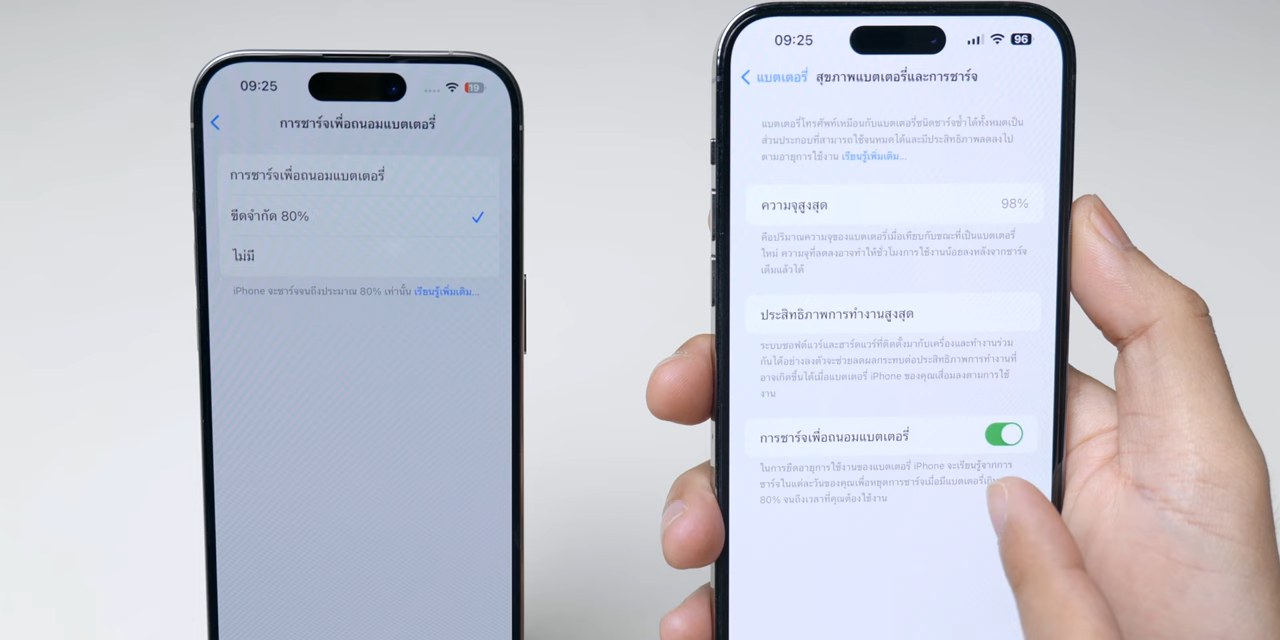 09:25
19
การชาร์จเพื่อถนอมแบตเตอรี่
การชาร์จเพื่อถนอมแบตเตอรี่
ขีดจำกัด 80%
ไม่มี
iPhone จะชาร์จจนถึงประมาณ 80% เท่านั้น เรียนรู้เพิ่มเติม...
09:25
96
แบตเตอรี่ สุขภาพแบตเตอรี่และการชาร์จ
แบตเตอรี่โทรศัพท์เหมือนกับแบตเตอรี่ชนิดชาร์จซ้ำได้ทั้งหมดเป็น
ส่วนประกอบที่สามารถใช้จนหมดได้และมีประสิทธิภาพลดลงไป
ตามอายุการใช้งาน เรียนรู้เพิ่มเติม...
ความจุสูงสุด 98%
คือปริมาณความจุของแบตเตอรี่เมื่อเทียบกับขณะที่เป็นแบตเตอรี่
ใหม่ ความจุที่ลดลงอาจทำให้ชั่วโมงการใช้งานน้อยลงหลังจากชาร์จ
เต็มแล้วได้
ประสิทธิภาพการทำงานสูงสุด
ระบบซอฟต์แวร์และฮาร์ดแวร์ที่ติดตั้งมากับเครื่องและทำงานร่วม
กันได้อย่างลงตัวจะช่วยลดผลกระทบต่อประสิทธิภาพการทำงานที่
อาจเกิดขึ้นได้เมื่อแบตเตอรี่ iPhone ของคุณเสื่อมลงตามการใช้
งาน
การชาร์จเพื่อถนอมแบตเตอรี่
ในการยืดอายุการใช้งานของแบตเตอรี่ iPhone จะเรียนรู้จากการ
ชาร์จในแต่ละวันของคุณเพื่อหยุดการชาร์จเมื่อมีแบตเตอรี่เกิน
80% จนถึงเวลาที่คุณต้องใช้งาน